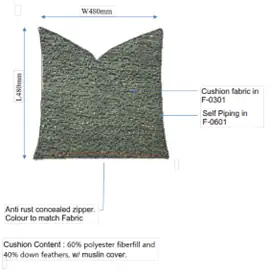 W480mm
L480mm
Cushion fabric in
F-0301
Self Piping in
F-0601
Anti rust concealed zipper.
Colour to match Fabric
Cushion Content : 60% polyester fiberfill and
40% down feathers, w/ muslin cover.